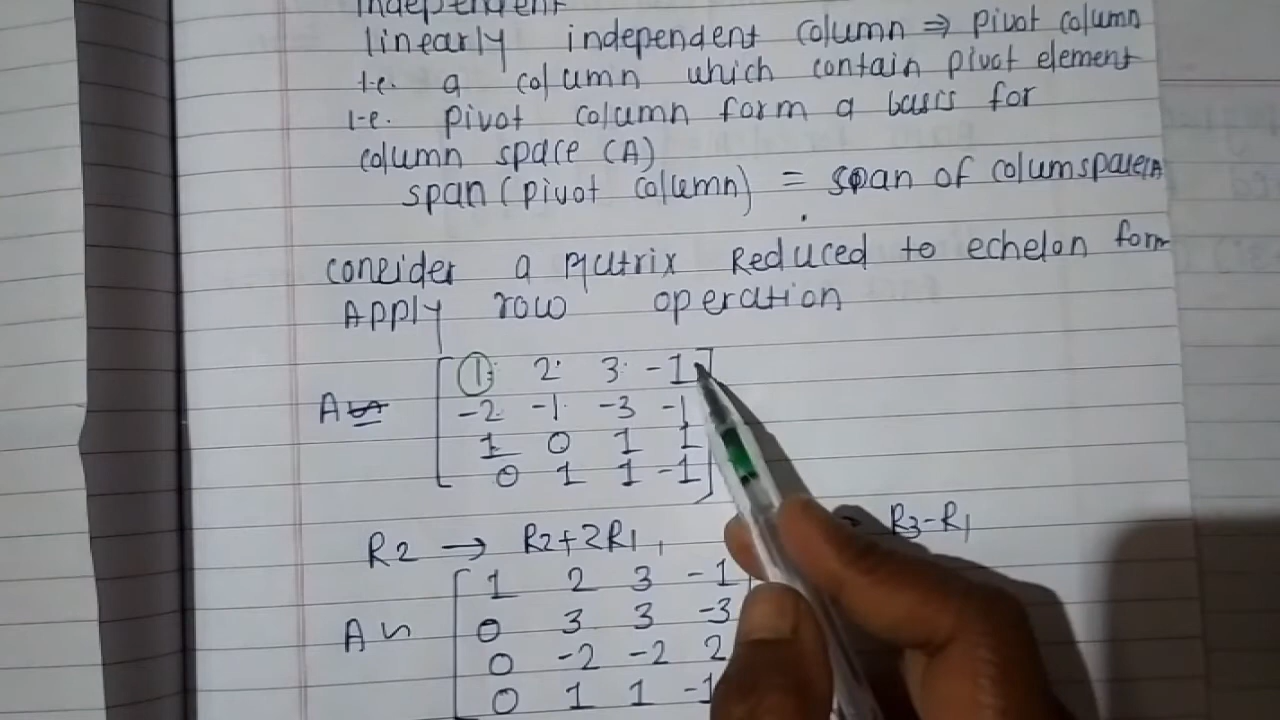 Independent
linearly independent column ⇒ pivot column
i.e. a column which contain pivot element
i.e. pivot column form a basis for
column space (A)
span (pivot column) = span of columspace(A
consider a matrix Reduced to echelon form
Apply row operation
1 2 3 -1
A -2 -1 -3 -1
1 0 1 1
0 1 1 -1
R2 → R2+2R1, R3-R1
1 2 3 -1
A ~ 0 3 3 -3
0 -2 -2 2
0 1 1 -1